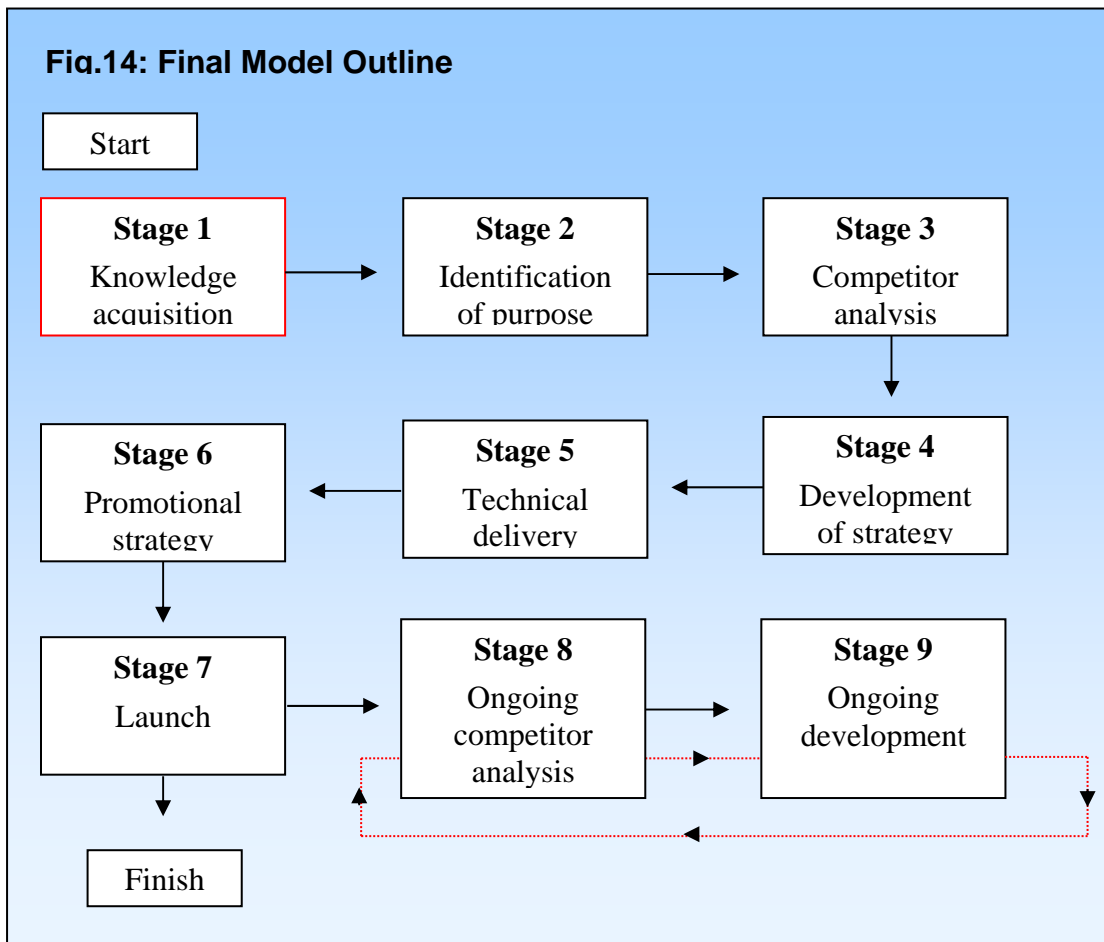 Fig.14: Final Model Outline
Start
Stage 1
Knowledge
acquisition
Stage 2
Identification
of purpose
Stage 3
Competitor
analysis
Stage 4
Development
of strategy
Stage 5
Technical
delivery
Stage 6
Promotional
strategy
Stage 7
Launch
Stage 8
Ongoing
competitor
analysis
Stage 9
Ongoing
development
Finish